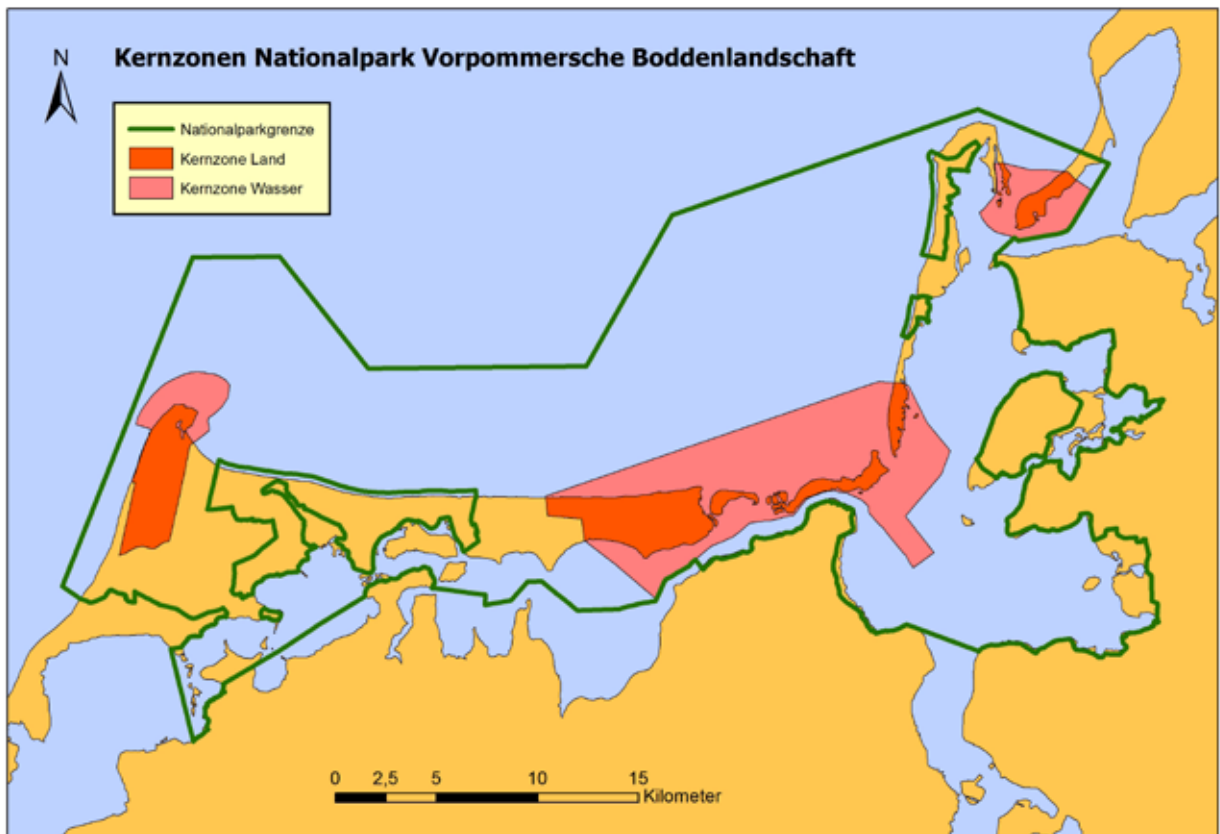 Kernzonen Nationalpark Vorpommersche Boddenlandschaft
N
Nationalparkgrenze
Kernzone Land
Kernzone Wasser
0 2,5 5 10 15
Kilometer